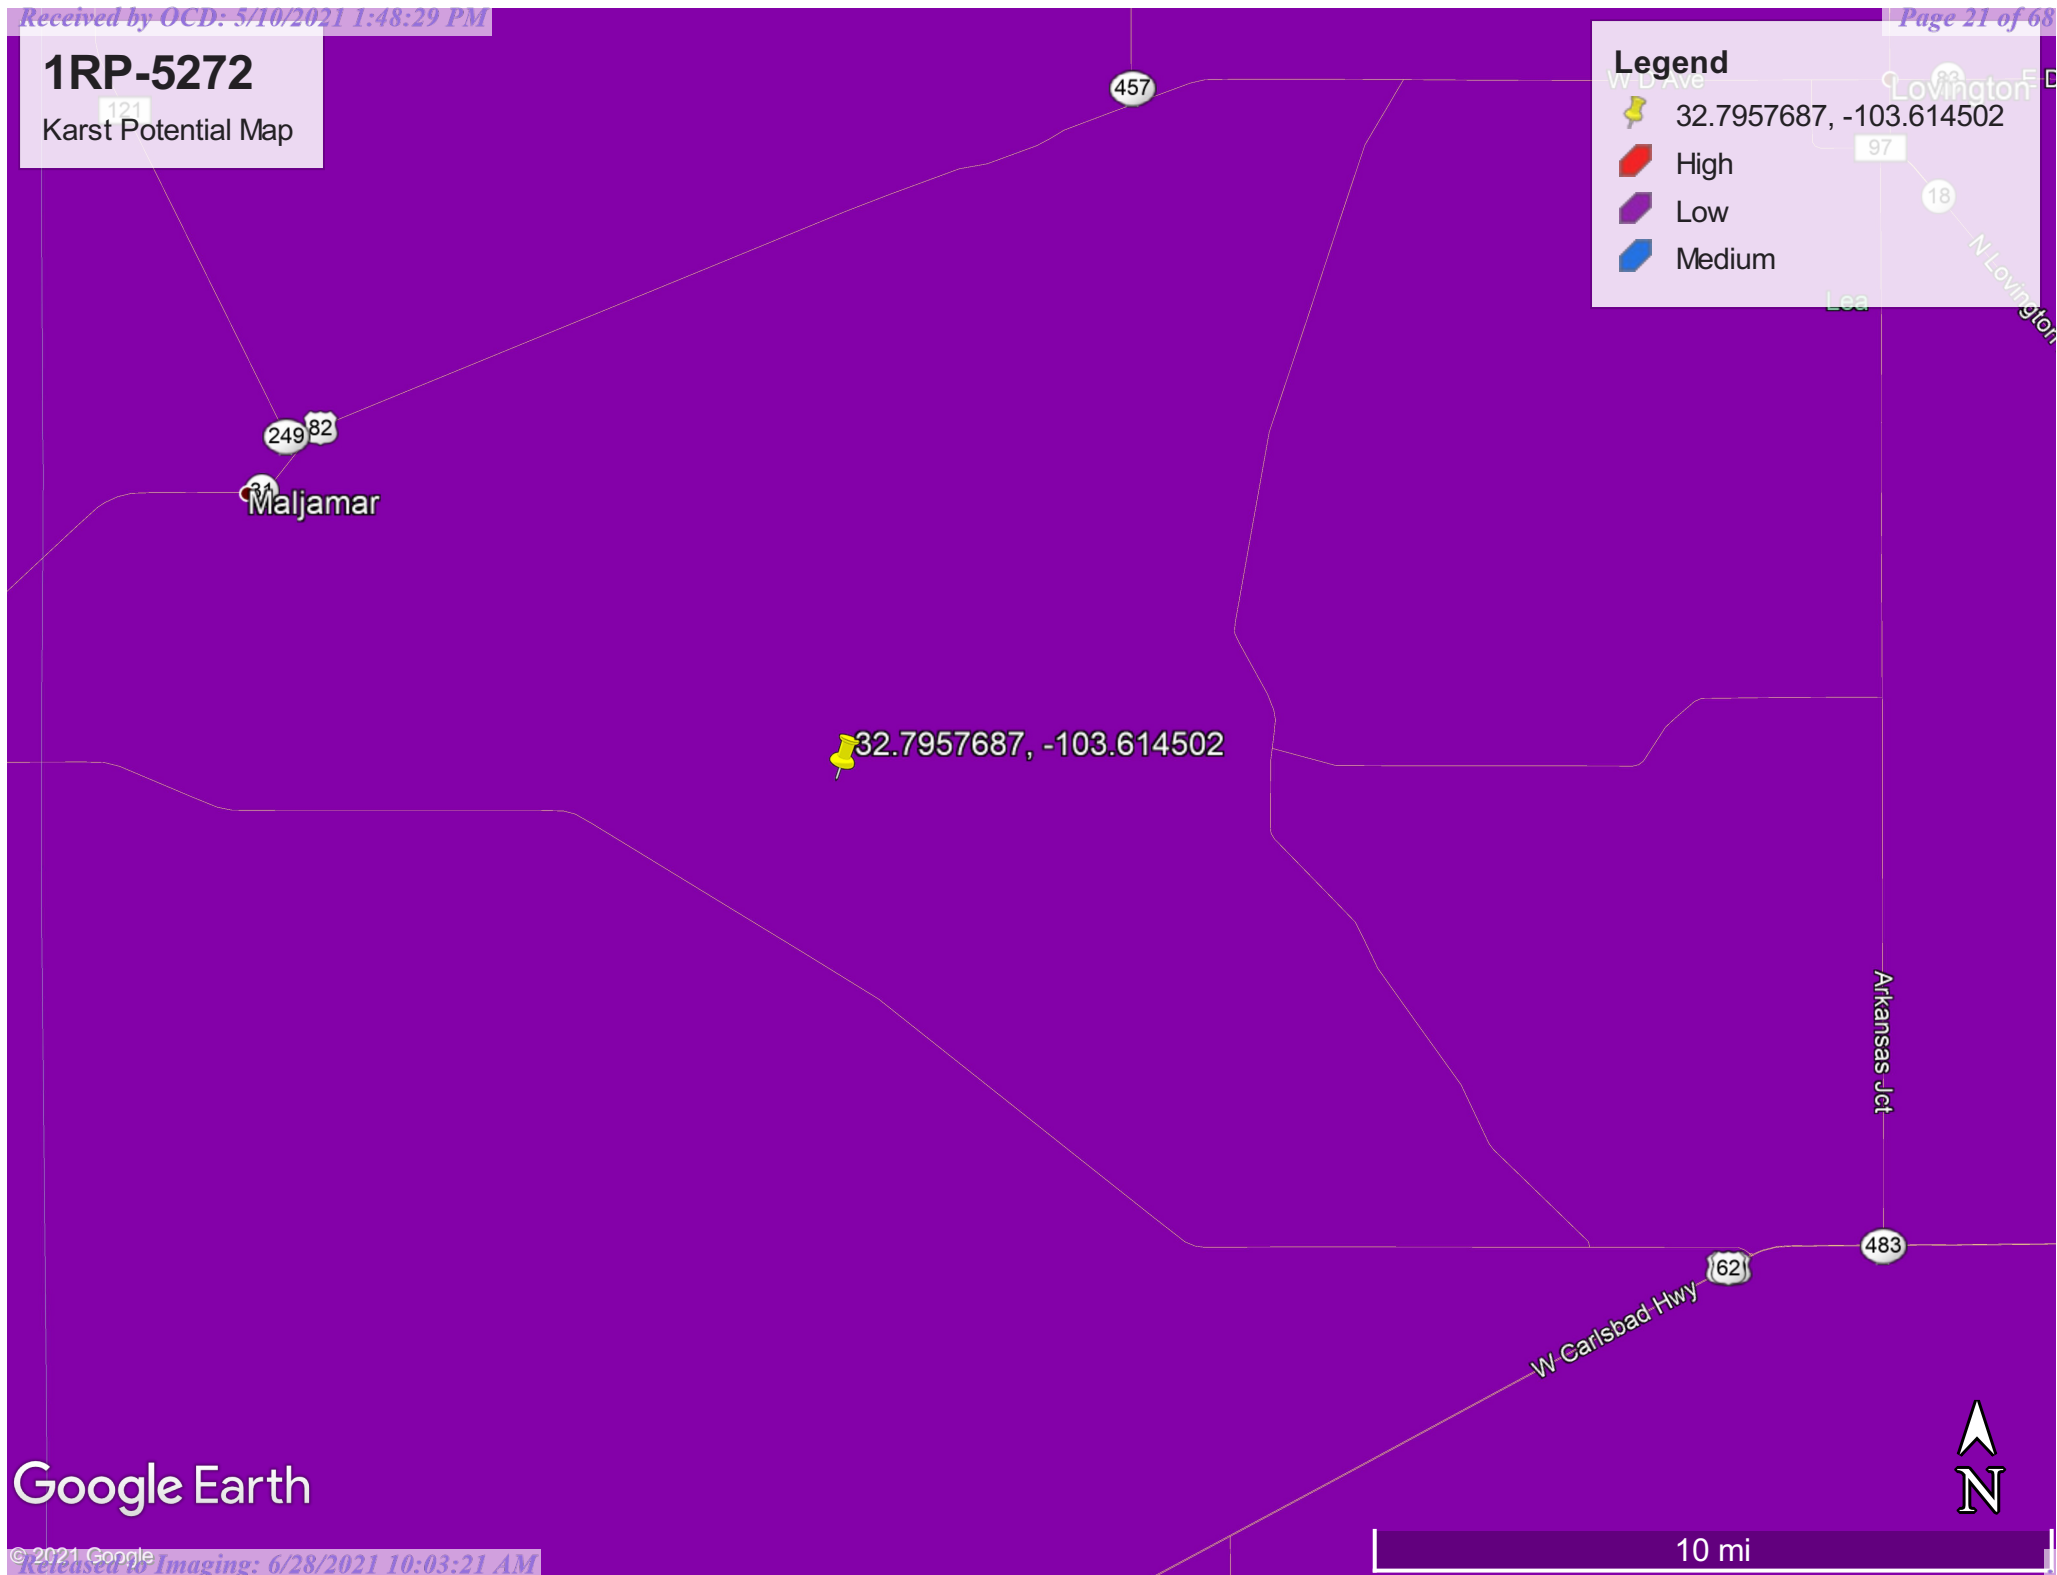 Received by OCD: 5/10/2021 1:48:29 PM
Page 21 of 68
1RP-5272
121
Karst Potential Map
457
Legend
W D Ave
83
E D
Lovington
32.7957687, -103.614502
97
High
18
Low
N Lovington
Medium
Lea
249
82
31
Maljamar
32.7957687, -103.614502
Arkansas Jct
483
62
W Carlsbad Hwy
N
Google Earth
10 mi
© 2021 Google
Released to Imaging: 6/28/2021 10:03:21 AM